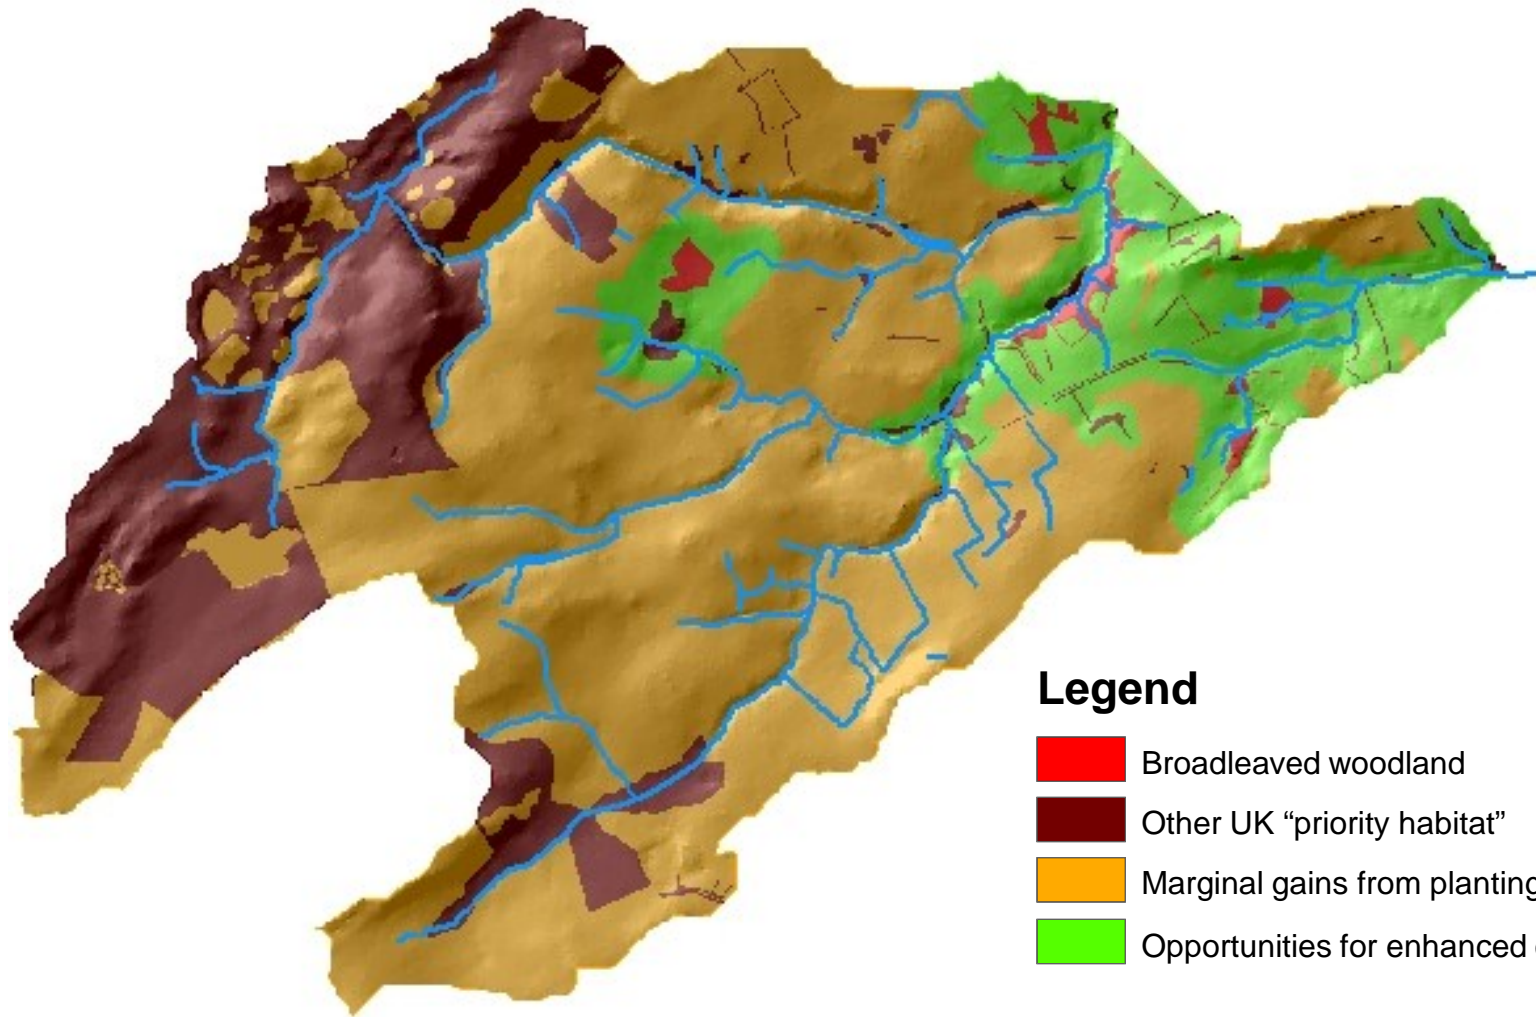 Legend
Broadleaved woodland
Other UK “priority habitat”
Marginal gains from planting
Opportunities for enhanced